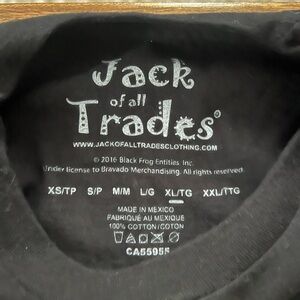 Jack
of all
Trades®
WWW.JACKOFALLTRADESCLOTHING.COM
© 2016 Black Frog Entities Inc.
Under license to Bravado Merchandising. All rights reserved.
XS/TP S/P M/M L/G XL/TG XXL/TTG
MADE IN MEXICO
FABRIQUÉ AU MEXIQUE
100% COTTON/COTON
CA55955